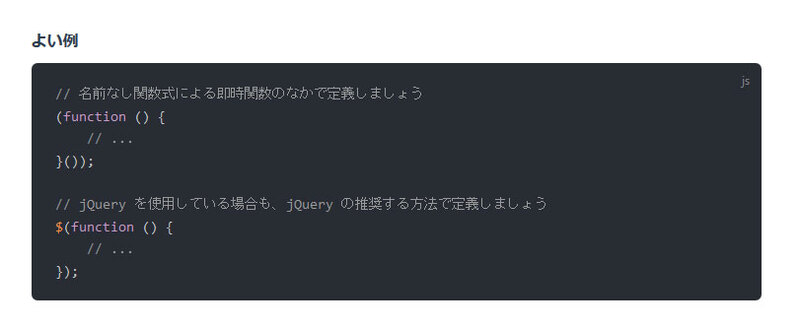 よい例
js
// 名前なし関数式による即時関数のなかで定義しましょう
(function () {
    // ...
}());
// jQuery を使用している場合も、jQuery の推奨する方法で定義しましょう
$(function () {
    // ...
});